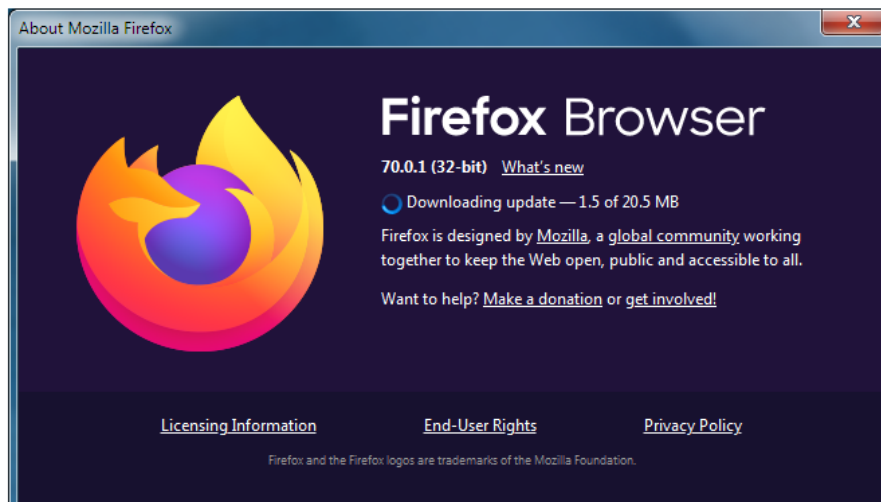 About Mozilla Firefox
Firefox Browser
70.0.1 (32-bit) What's new
Downloading update — 1.5 of 20.5 MB
Firefox is designed by Mozilla, a global community working
together to keep the Web open, public and accessible to all.
Want to help? Make a donation or get involved!
Licensing Information End-User Rights Privacy Policy
Firefox and the Firefox logos are trademarks of the Mozilla Foundation.